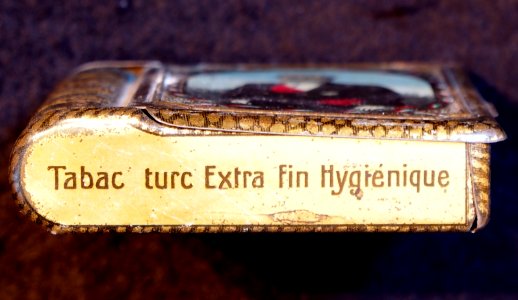 Tabac turc Extra Fin Hygiénique